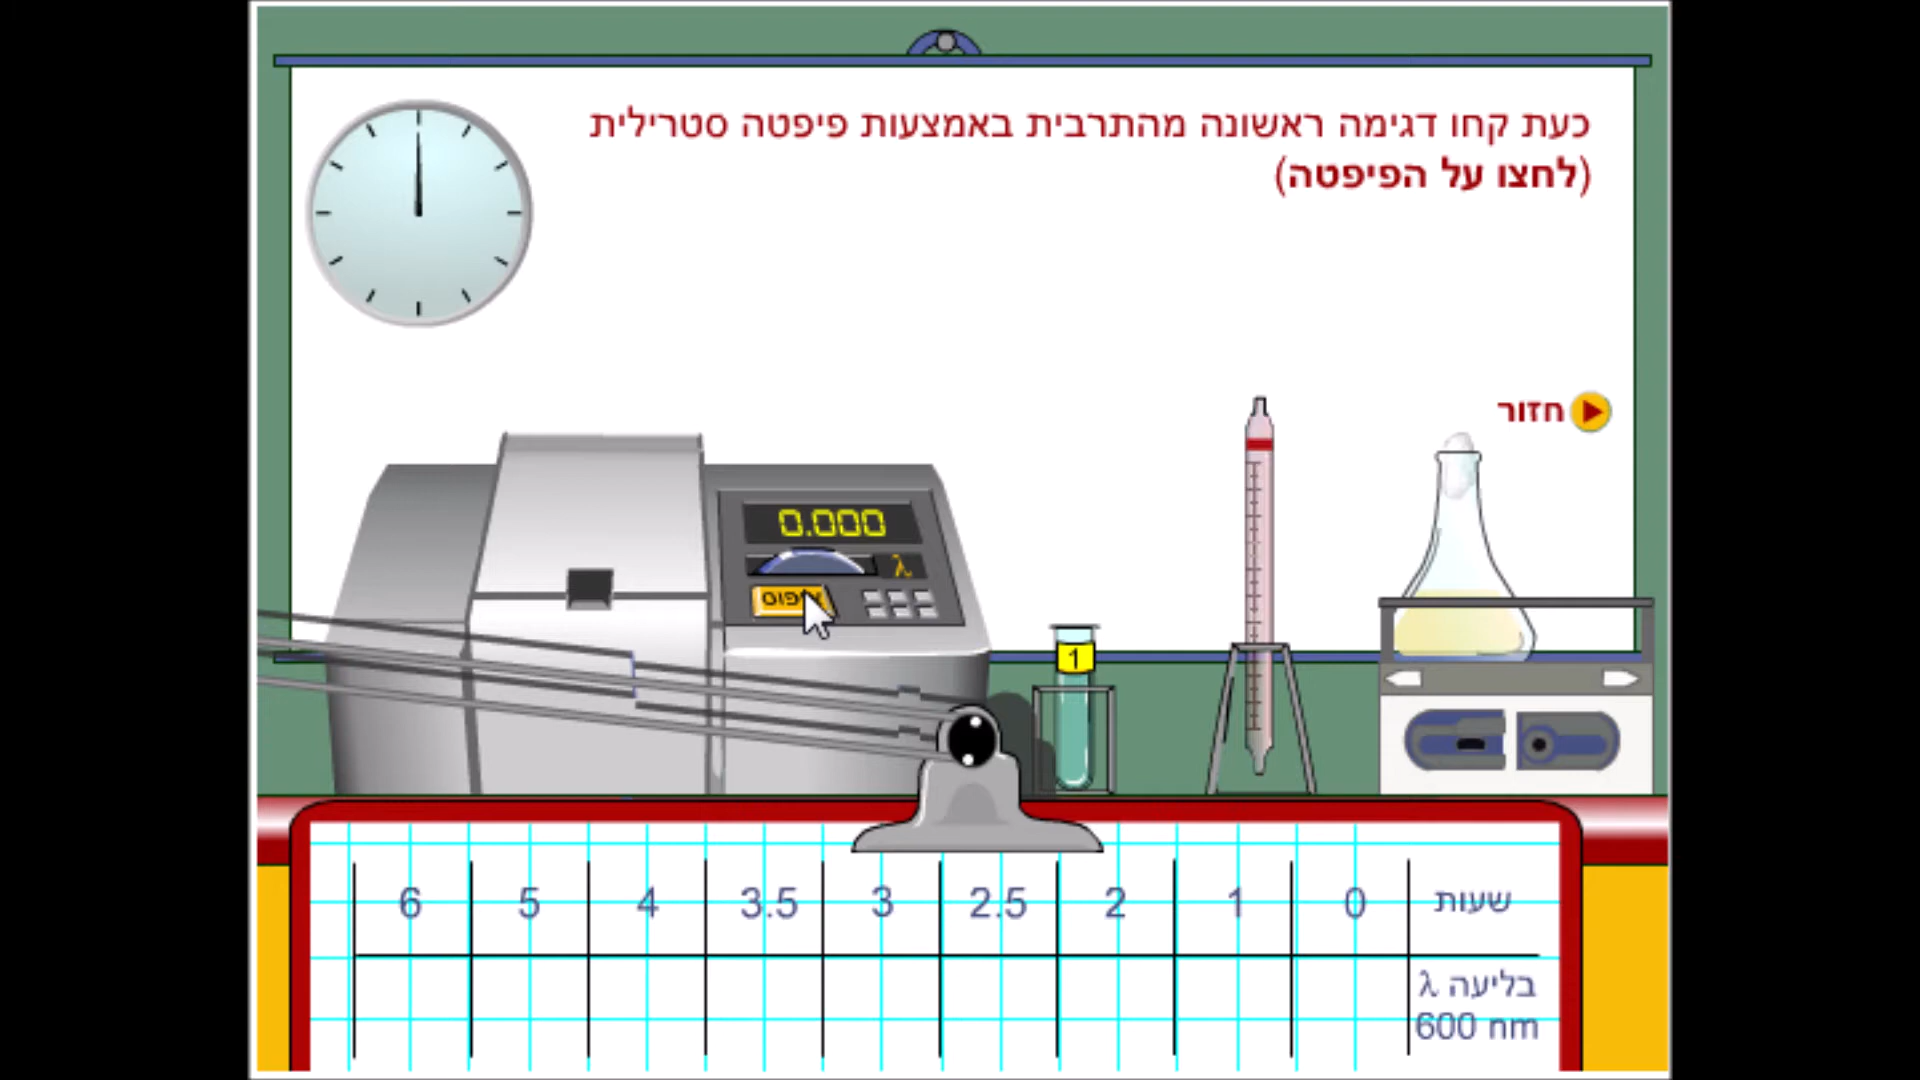 כעת קחו דגימה ראשונה מהתרבית באמצעות פיפטה סטרילית
(לחצו על הפיפטה)
חזור
0.000
λ
1
שעות 0 1 2 2.5 3 3.5 4 5 6
בליעה λ
600 nm